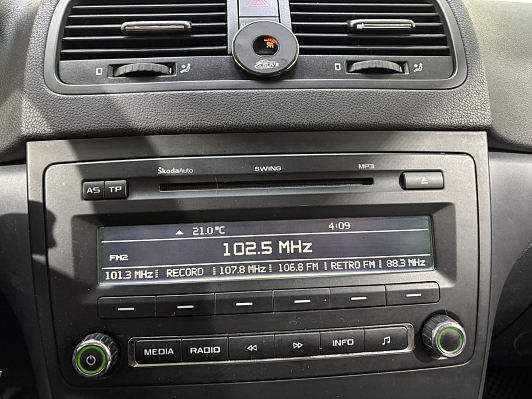 CARLIVE
ŠkodaAuto SWING MP3
AS TP
21.0°C 4:09
102.5 MHz
FM2
101.3 MHz RECORD 107.8 MHz 106.8 FM RETRO FM 88.3 MHz
MEDIA RADIO INFO